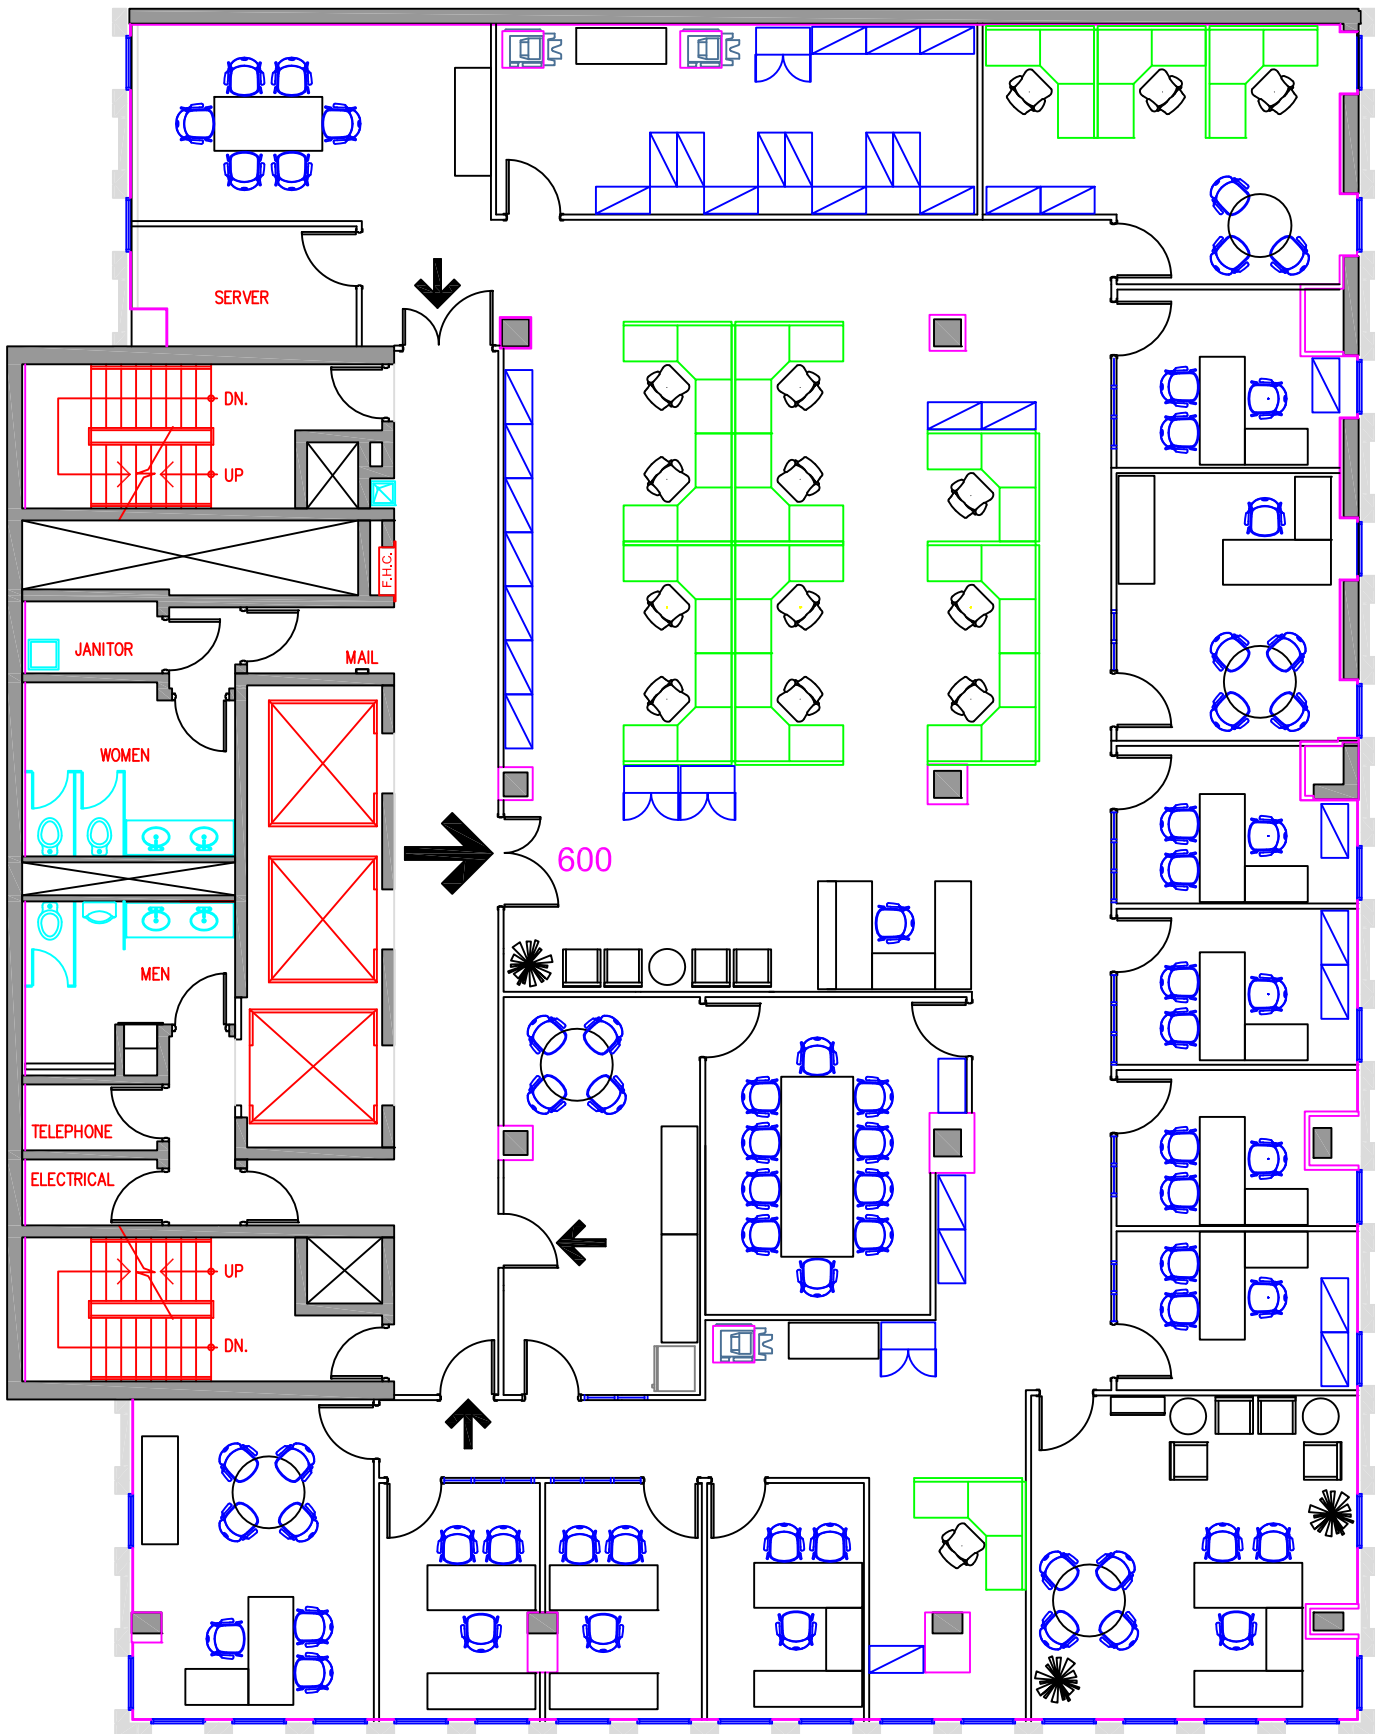 SERVER
DN.
UP
F.H.C.
JANITOR
MAIL
WOMEN
600
MEN
TELEPHONE
ELECTRICAL
UP
DN.